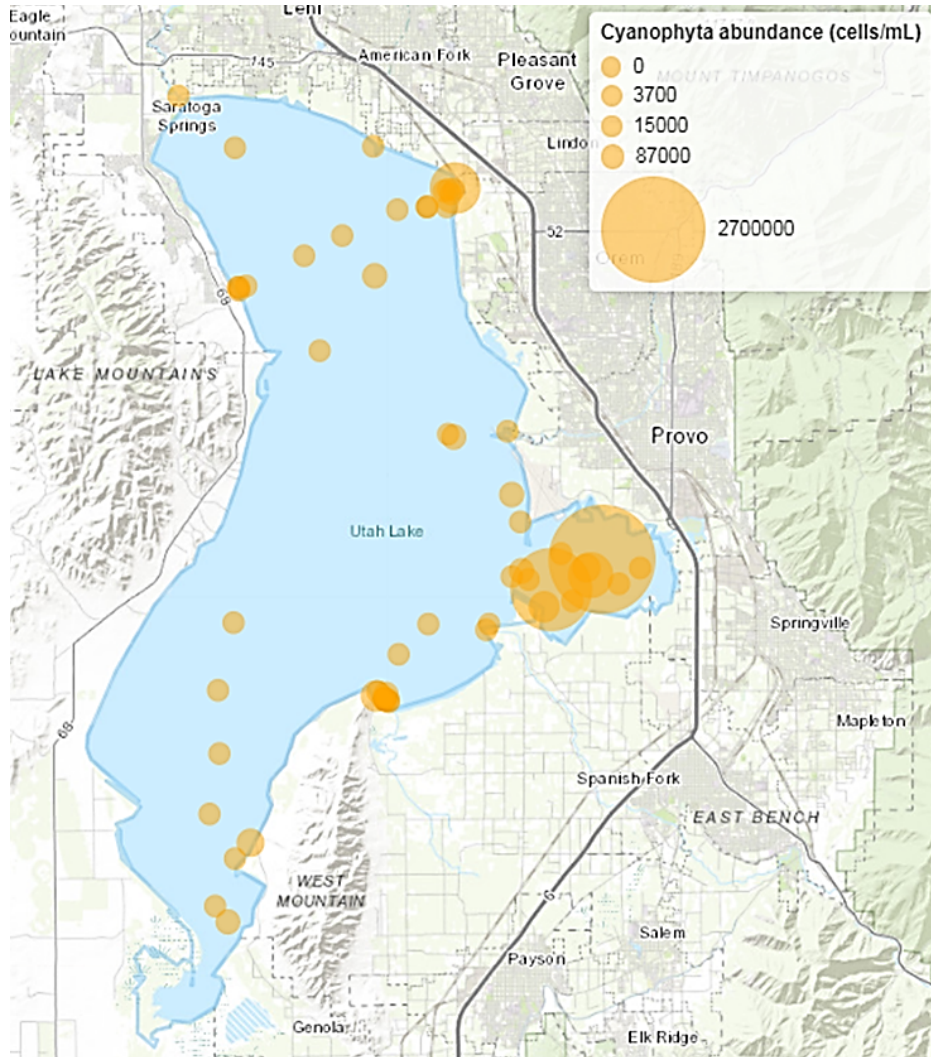 Lehi
Eagle
ountain
American Fork
145
Pleasant
Grove
Cyanophyta abundance (cells/mL)
0
3700
15000
87000
2700000
MOUNT TIMPANOGOS
Saratoga
Springs
Lindon
52
Orem
68
LAKE MOUNTAINS
Provo
Utah Lake
Springville
68
Mapleton
Spanish Fork
EAST BENCH
WEST
MOUNTAIN
6
Salem
Payson
Genola
Elk Ridge